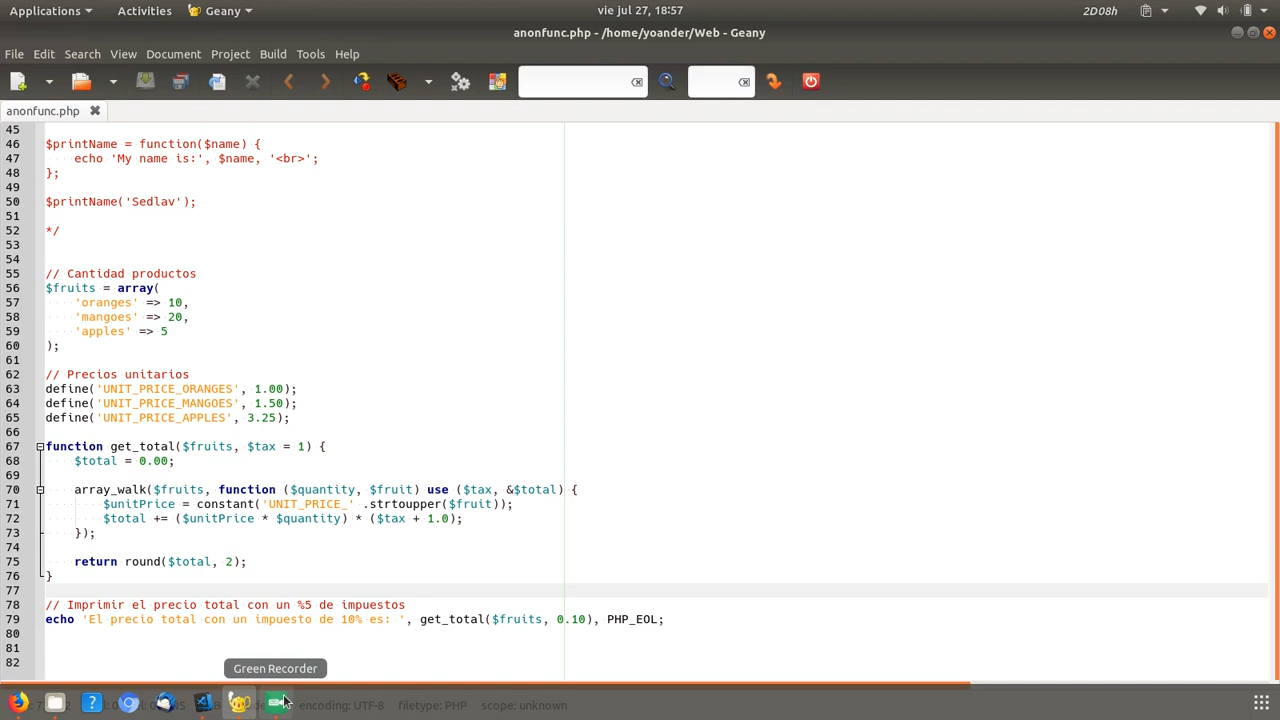 Applications
Activities
Geany
vie jul 27, 18:57
2D08h
anonfunc.php - /home/yoander/Web - Geany
File Edit Search View Document Project Build Tools Help
anonfunc.php
45
46 $printName = function($name) {
47 echo 'My name is:', $name, '<br>';
48 };
49
50 $printName('Sedlav');
51
52 */
53
54
55 // Cantidad productos
56 $fruits = array(
57 'oranges' => 10,
58 'mangoes' => 20,
59 'apples' => 5
60 );
61
62 // Precios unitarios
63 define('UNIT_PRICE_ORANGES', 1.00);
64 define('UNIT_PRICE_MANGOES', 1.50);
65 define('UNIT_PRICE_APPLES', 3.25);
66
67 function get_total($fruits, $tax = 1) {
68 $total = 0.00;
69
70 array_walk($fruits, function ($quantity, $fruit) use ($tax, &$total) {
71 $unitPrice = constant('UNIT_PRICE_' .strtoupper($fruit));
72 $total += ($unitPrice * $quantity) * ($tax + 1.0);
73 });
74
75 return round($total, 2);
76 }
77
78 // Imprimir el precio total con un %5 de impuestos
79 echo 'El precio total con un impuesto de 10% es: ', get_total($fruits, 0.10), PHP_EOL;
80
81
82
Green Recorder
encoding: UTF-8 filetype: PHP scope: unknown